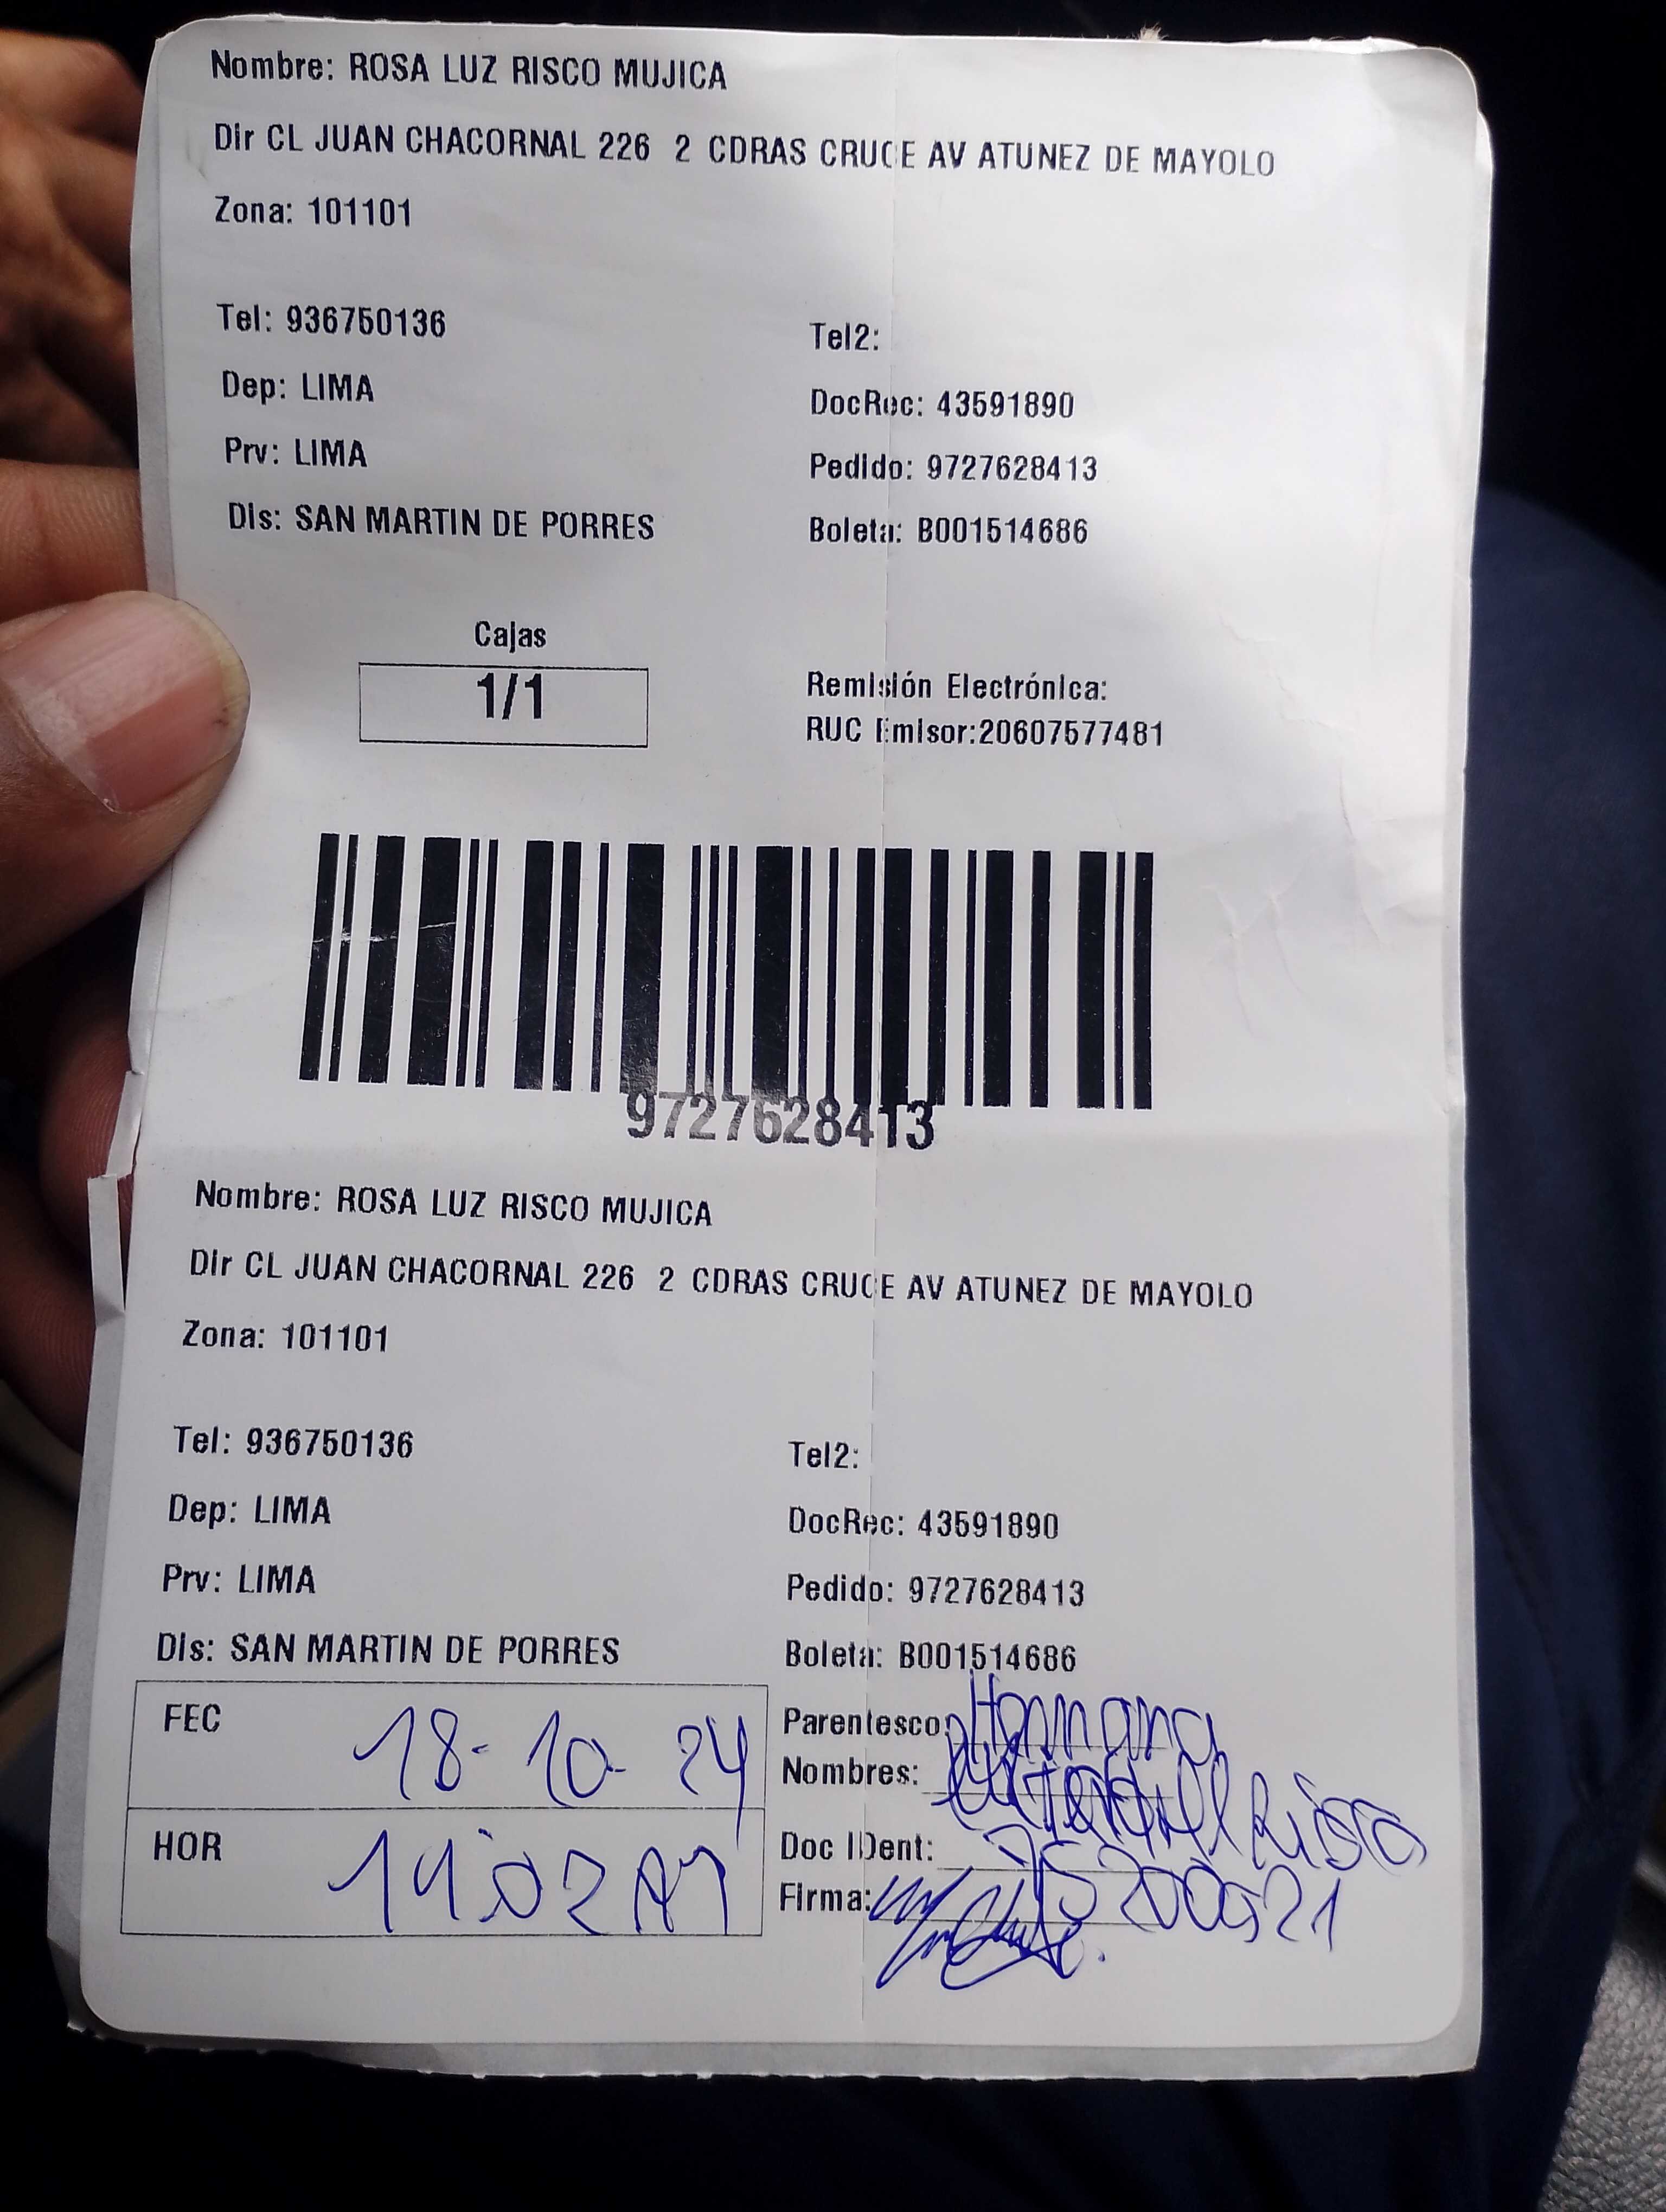 Nombre: ROSA LUZ RISCO MUJICA
Dir CL JUAN CHACORNAL 226 2 CDRAS CRUCE AV ATUNEZ DE MAYOLO
Zona: 101101
Tel: 936750136
Tel2:
Dep: LIMA
DocRec: 43591890
Prv: LIMA
Pedido: 9727628413
Dis: SAN MARTIN DE PORRES
Boleta: B001514686
Cajas
1/1
Remisión Electrónica:
RUC Emisor:20607577481
9727628413
Nombre: ROSA LUZ RISCO MUJICA
Dir CL JUAN CHACORNAL 226 2 CDRAS CRUCE AV ATUNEZ DE MAYOLO
Zona: 101101
Tel: 936750136
Tel2:
Dep: LIMA
DocRec: 43591890
Prv: LIMA
Pedido: 9727628413
Dis: SAN MARTIN DE PORRES
Boleta: B001514686
FEC 18-10-24
Parentesco: Hermana
Nombres: Risco
HOR
Doc IDent:
Firma: